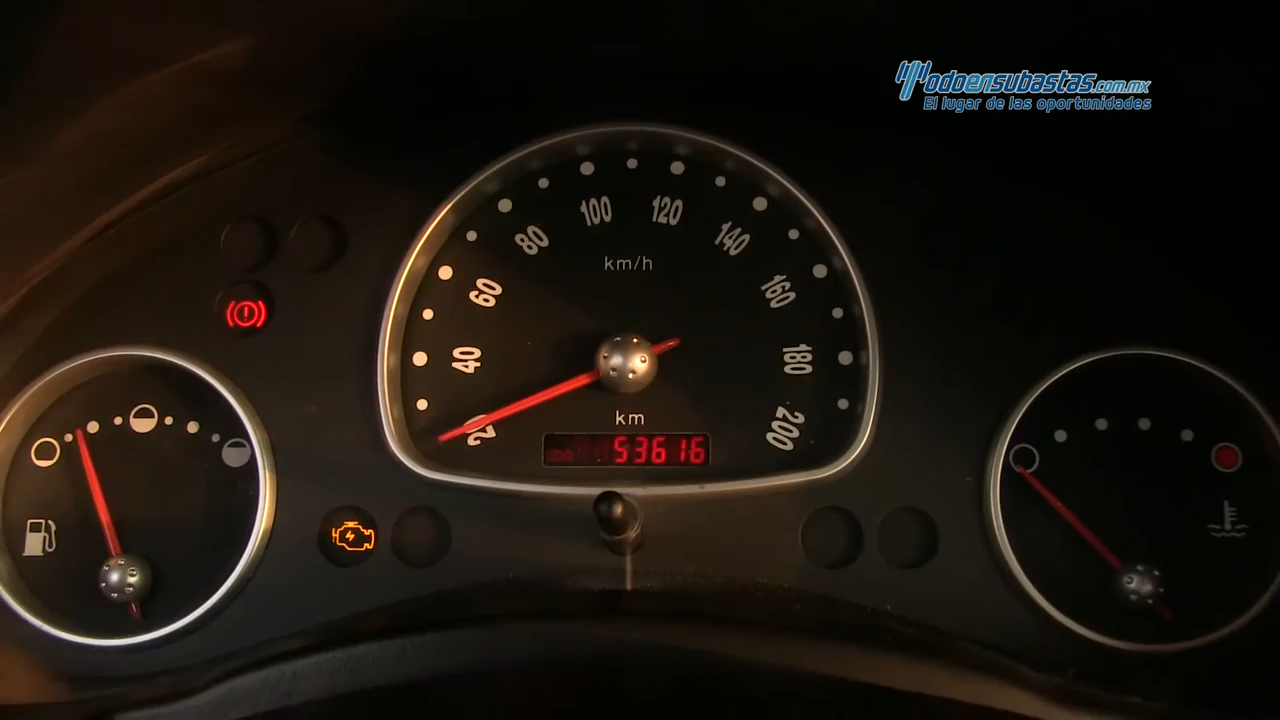 Todoensubastas.com.mx
El lugar de las oportunidades
100
120
80
140
km/h
60
160
40
180
km
20
200
53616